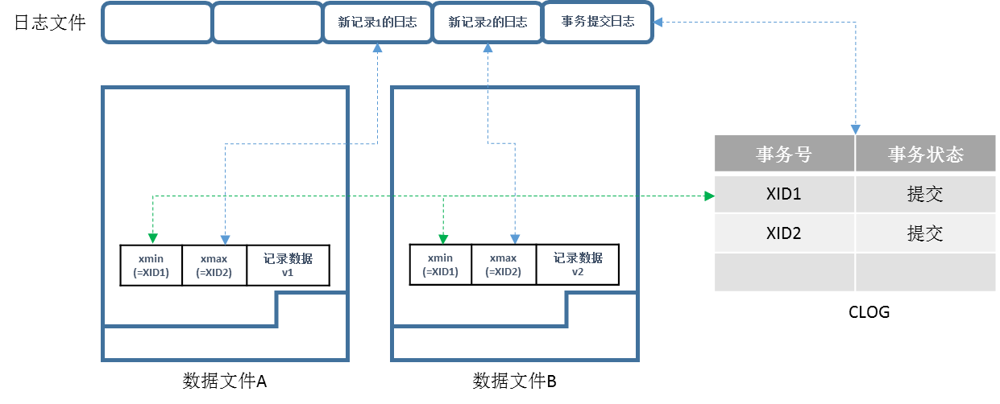 日志文件
新记录1的日志
新记录2的日志
事务提交日志
事务号
事务状态
XID1
提交
XID2
提交
CLOG
xmin
(=XID1)
xmax
(=XID2)
记录数据
v1
xmin
(=XID1)
xmax
(=XID2)
记录数据
v2
数据文件A
数据文件B